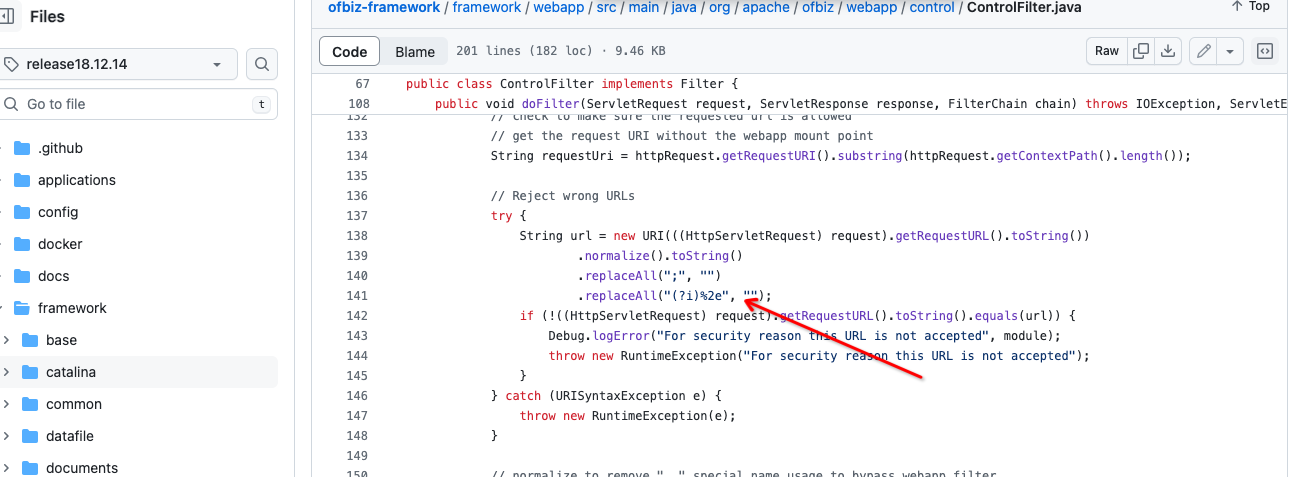 Files
ofbiz-framework / framework / webapp / src / main / java / org / apache / ofbiz / webapp / control / ControlFilter.java
Top
release18.12.14
Code
Blame
201 lines (182 loc) · 9.46 KB
Raw
Go to file
t
.github
applications
config
docker
docs
framework
base
catalina
common
datafile
documents
67 public class ControlFilter implements Filter {
108 public void doFilter(ServletRequest request, ServletResponse response, FilterChain chain) throws IOException, ServletE
132 // check to make sure the requested url is allowed
133 // get the request URI without the webapp mount point
134 String requestUri = httpRequest.getRequestURI().substring(httpRequest.getContextPath().length());
135
136 // Reject wrong URLs
137 try {
138 String url = new URI(((HttpServletRequest) request).getRequestURL().toString())
139 .normalize().toString()
140 .replaceAll(";", "")
141 .replaceAll("(?i)%2e", "");
142 if (!((HttpServletRequest) request).getRequestURL().toString().equals(url)) {
143 Debug.logError("For security reason this URL is not accepted", module);
144 throw new RuntimeException("For security reason this URL is not accepted");
145 }
146 } catch (URISyntaxException e) {
147 throw new RuntimeException(e);
148 }
149
150 // normalize to remove ".." special name usage to bypass webapp filter